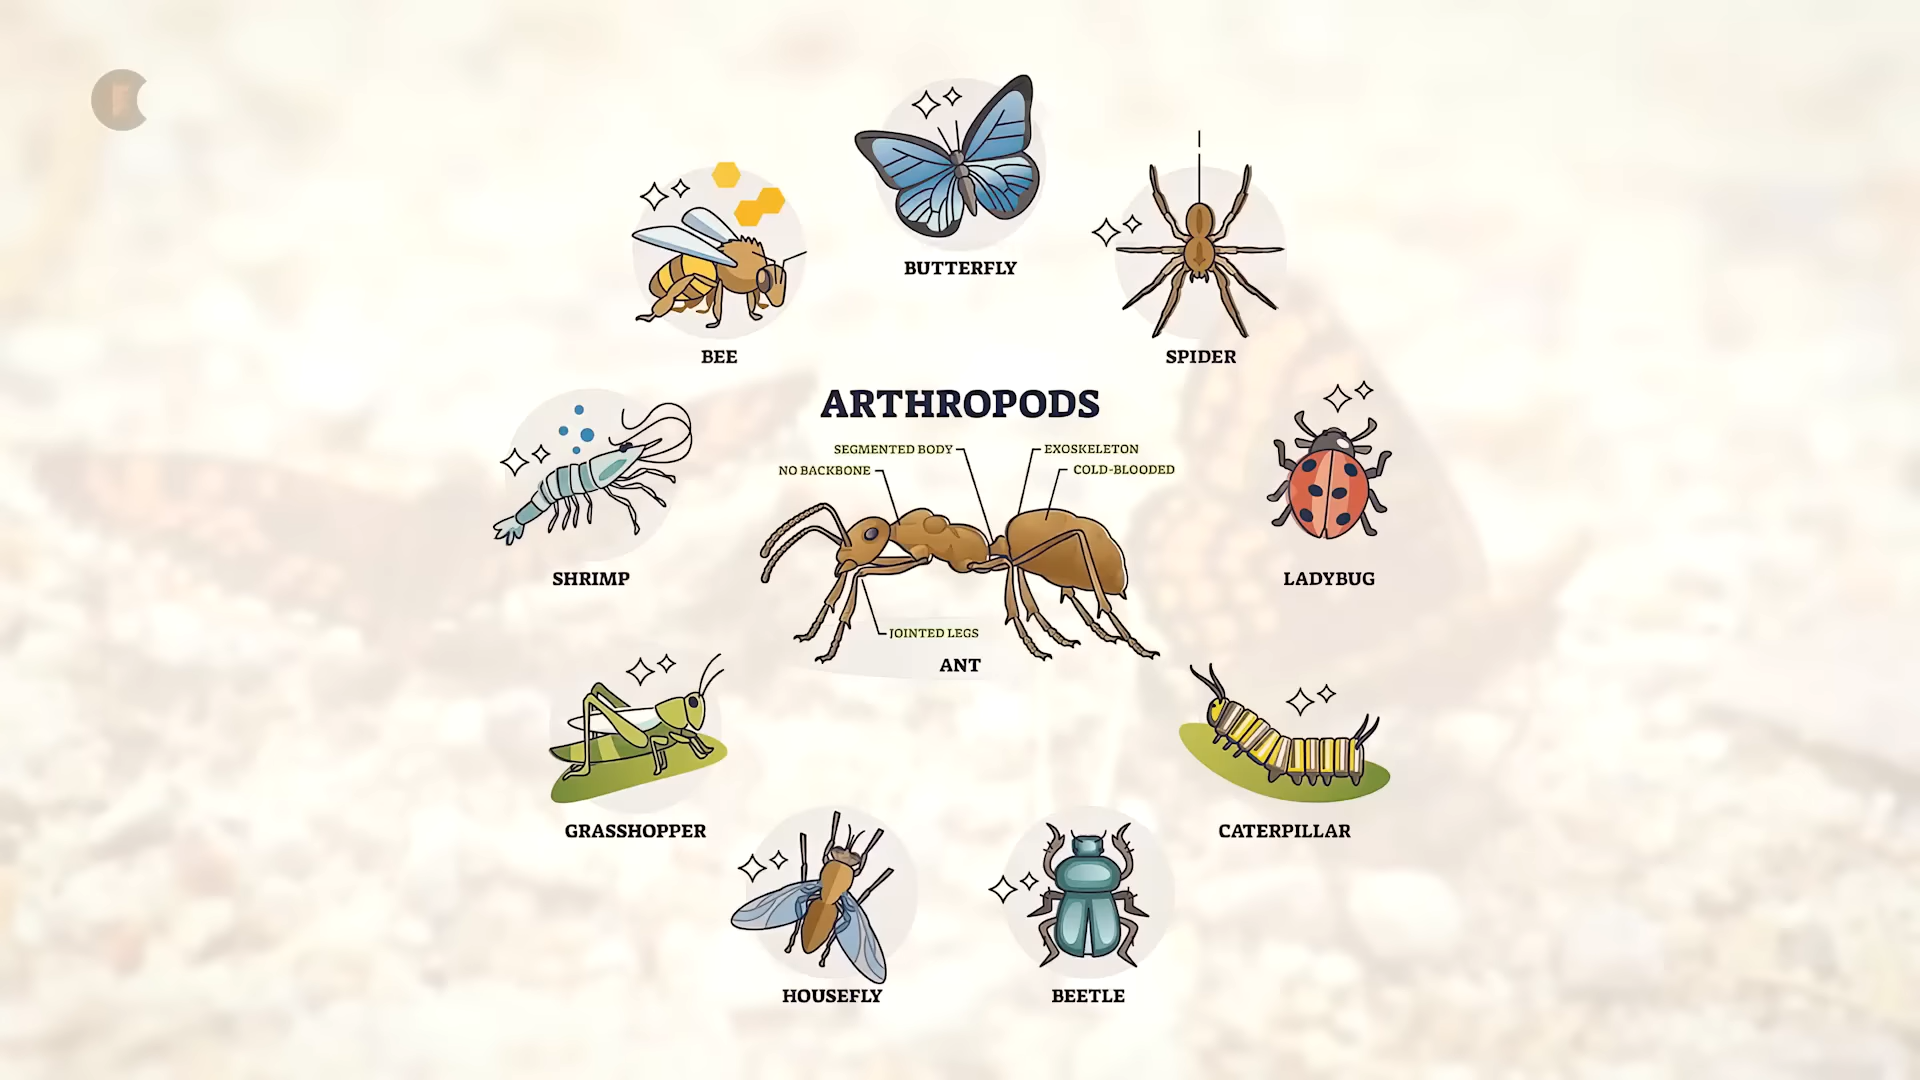 BUTTERFLY
BEE
SPIDER
ARTHROPODS
SEGMENTED BODY
EXOSKELETON
NO BACKBONE
COLD-BLOODED
SHRIMP
LADYBUG
JOINTED LEGS
ANT
GRASSHOPPER
CATERPILLAR
HOUSEFLY
BEETLE